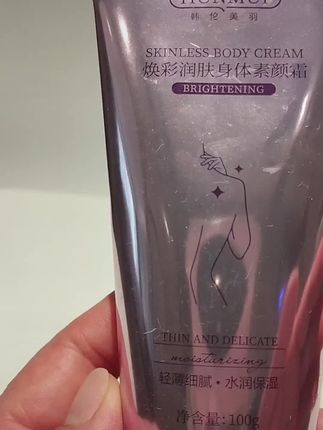 韩伦美羽
SKINLESS BODY CREAM
焕彩润肤身体素颜霜
BRIGHTENING
THIN AND DELICATE
moisturizing
轻薄细腻·水润保湿
净含量:100g